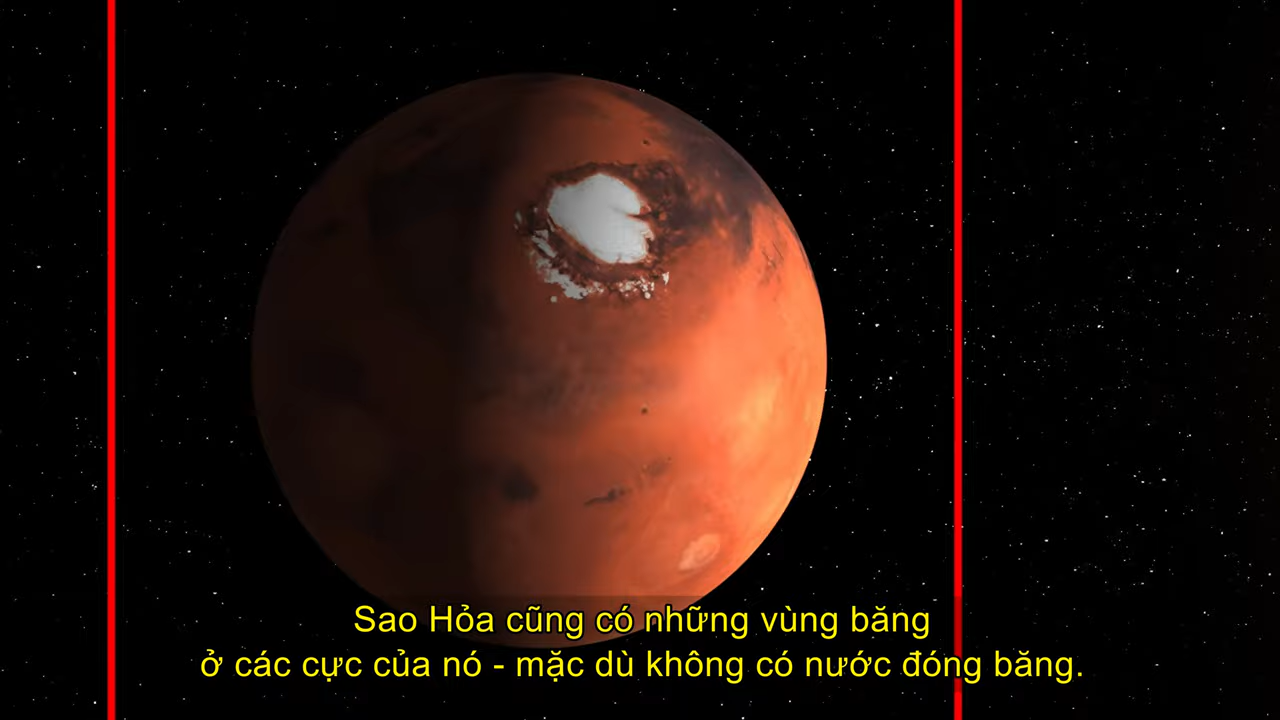 Sao Hỏa cũng có những vùng băng
ở các cực của nó - mặc dù không có nước đóng băng.